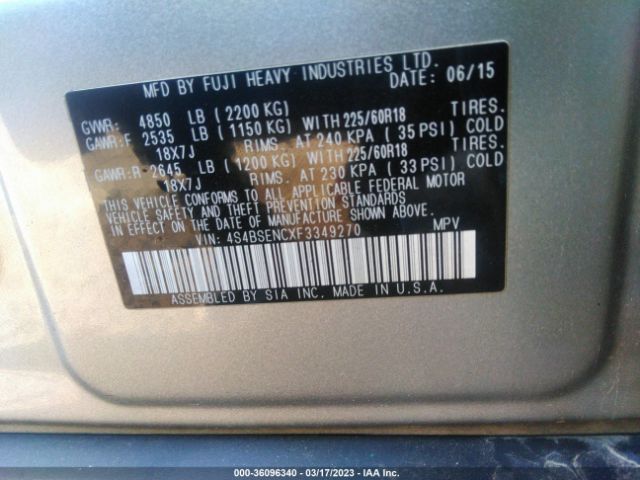 MFD BY FUJI HEAVY INDUSTRIES LTD.
DATE: 06/15
GVWR: 4850 LB (2200 KG)
GAWR:F 2535 LB (1150 KG) WITH 225/60R18 TIRES.
18X7J RIMS. AT 240 KPA (35 PSI) COLD
GAWR:R-2645 LB (1200 KG) WITH 225/60R18 TIRES.
18X7J RIMS. AT 230 KPA (33 PSI) COLD
THIS VEHICLE CONFORMS TO ALL APPLICABLE FEDERAL MOTOR
VEHICLE SAFETY AND THEFT PREVENTION STANDARDS
IN EFFECT ON THE DATE OF MANUFACTURE SHOWN ABOVE.
VIN: 4S4BSENCXF3349270 MPV
ASSEMBLED BY SIA INC. MADE IN U.S.A.
000-36096340 - 03/17/2023 - IAA Inc.